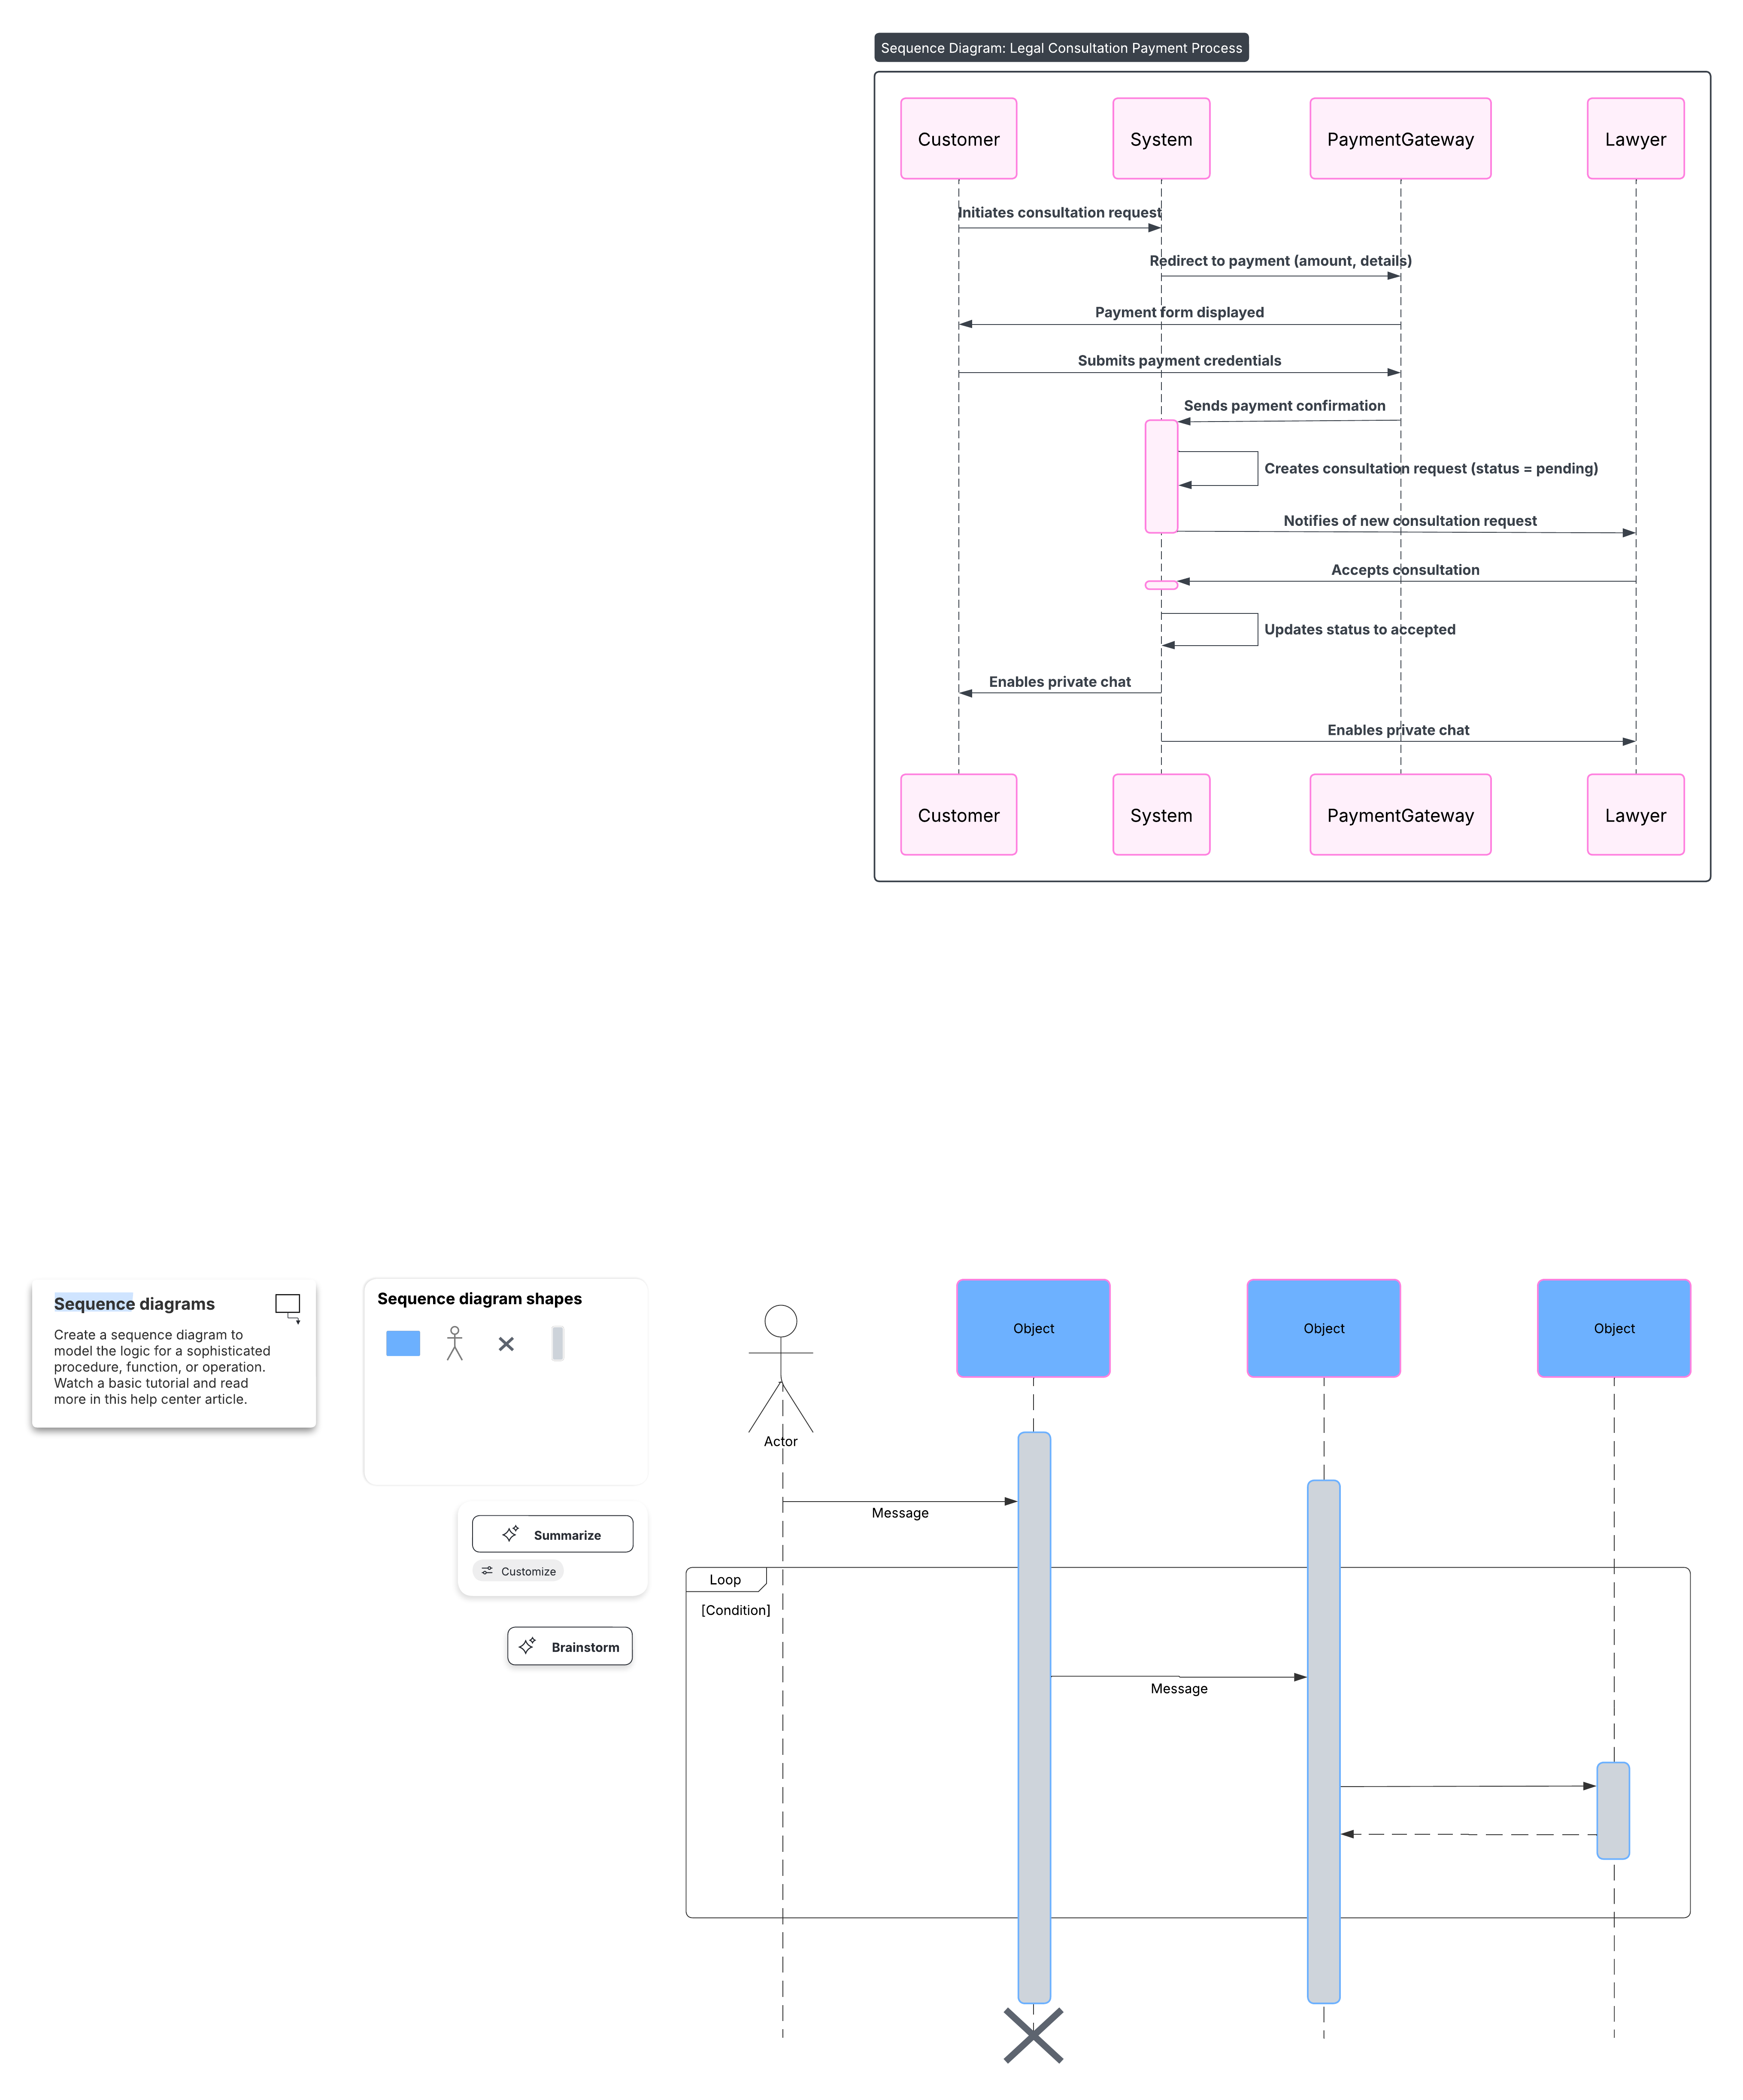 Sequence Diagram: Legal Consultation Payment Process
Customer
System
PaymentGateway
Lawyer
Initiates consultation request
Redirect to payment (amount, details)
Payment form displayed
Submits payment credentials
Sends payment confirmation
Creates consultation request (status = pending)
Notifies of new consultation request
Accepts consultation
Updates status to accepted
Enables private chat
Enables private chat
Customer
System
PaymentGateway
Lawyer
Sequence diagrams
Create a sequence diagram to
model the logic for a sophisticated
procedure, function, or operation.
Watch a basic tutorial and read
more in this help center article.
Sequence diagram shapes
Summarize
Customize
Brainstorm
Actor
Object
Object
Object
Message
Loop
[Condition]
Message